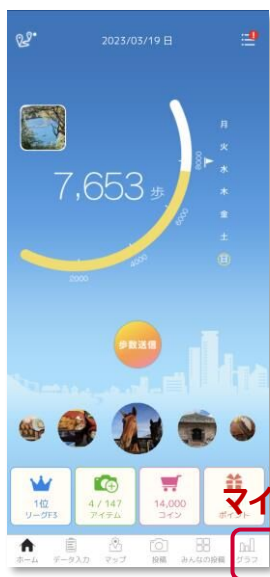 2023/03/19 日
!
月
火
水
木
金
土
日
7,653 歩
8000
6000
4000
2000
歩数送信
1位
リーグF3
4 / 147
アイテム
14,000
コイン
ポイント
マイ
ホーム
データ入力
マップ
投稿
みんなの投稿
グラフ